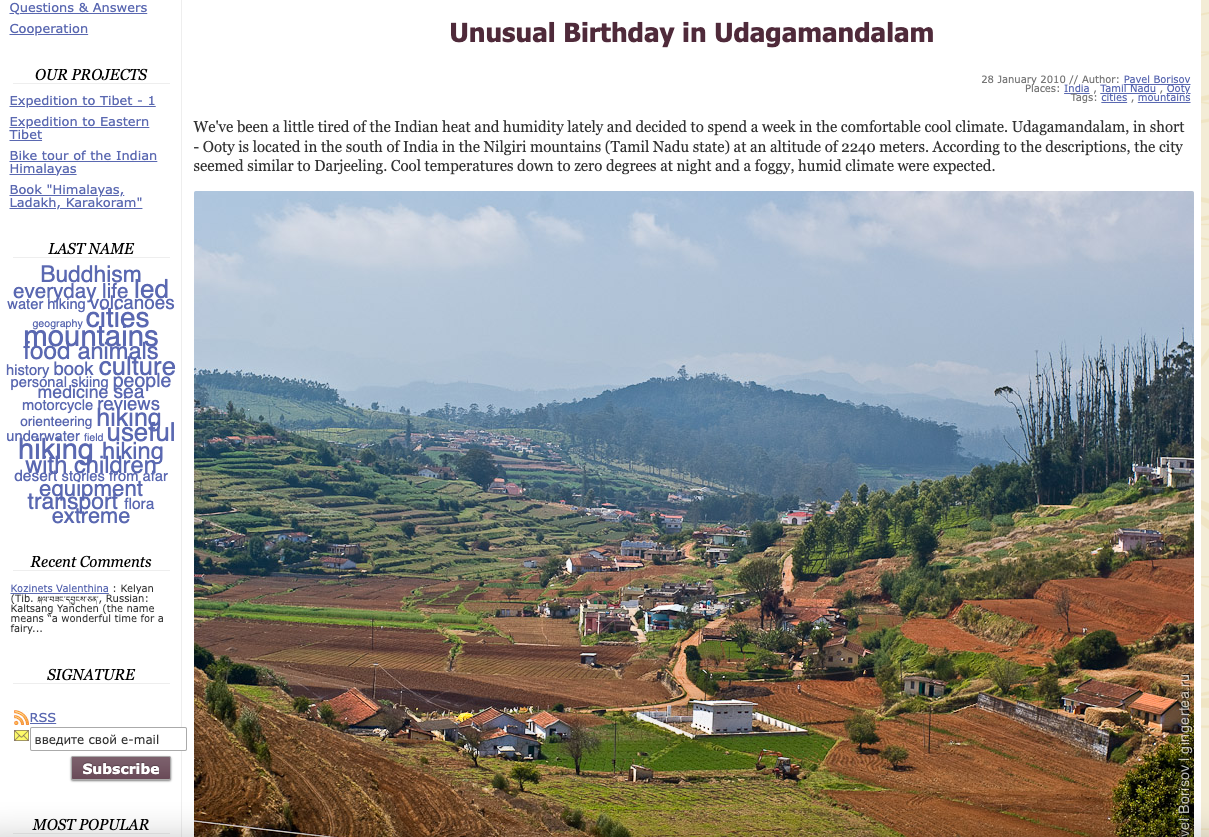 Questions & Answers
Cooperation
OUR PROJECTS
Expedition to Tibet - 1
Expedition to Eastern
Tibet
Bike tour of the Indian
Himalayas
Book "Himalayas,
Ladakh, Karakoram"
LAST NAME
Buddhism
everyday life led
water hiking volcanoes
geography cities
mountains
food animals
history book culture
personal skiing people
medicine sea
motorcycle reviews
orienteering hiking
underwater field useful
hiking hiking
with children
desert stories from afar
equipment
transport flora
extreme
Recent Comments
Kozinets Valenthina : Kelyan
(Tib. , Russian:
Kaltsang Yanchen (the name
means "a wonderful time for a
fairy...
SIGNATURE
RSS
введите свой e-mail
Subscribe
MOST POPULAR
Unusual Birthday in Udagamandalam
28 January 2010 // Author: Pavel Borisov
Places: India , Tamil Nadu , Ooty
Tags: cities , mountains
We've been a little tired of the Indian heat and humidity lately and decided to spend a week in the comfortable cool climate. Udagamandalam, in short
- Ooty is located in the south of India in the Nilgiri mountains (Tamil Nadu state) at an altitude of 2240 meters. According to the descriptions, the city
seemed similar to Darjeeling. Cool temperatures down to zero degrees at night and a foggy, humid climate were expected.
vel Borisov | gingertea.ru